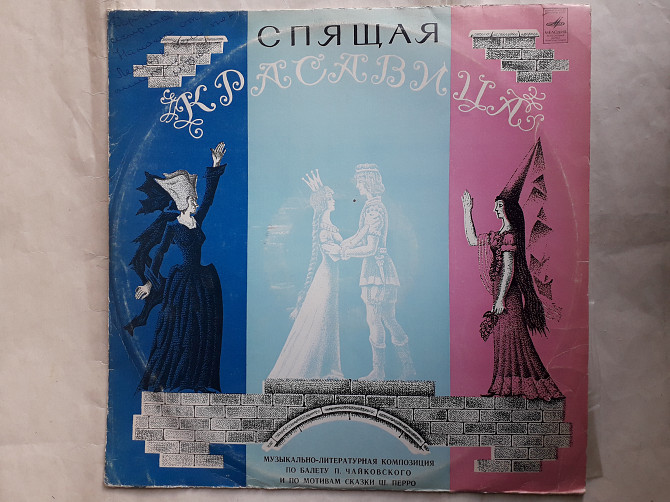 СПЯЩАЯ
КРАСАВИЦА
МУЗЫКАЛЬНО-ЛИТЕРАТУРНАЯ КОМПОЗИЦИЯ
ПО БАЛЕТУ П. ЧАЙКОВСКОГО
И ПО МОТИВАМ СКАЗКИ Ш. ПЕРРО